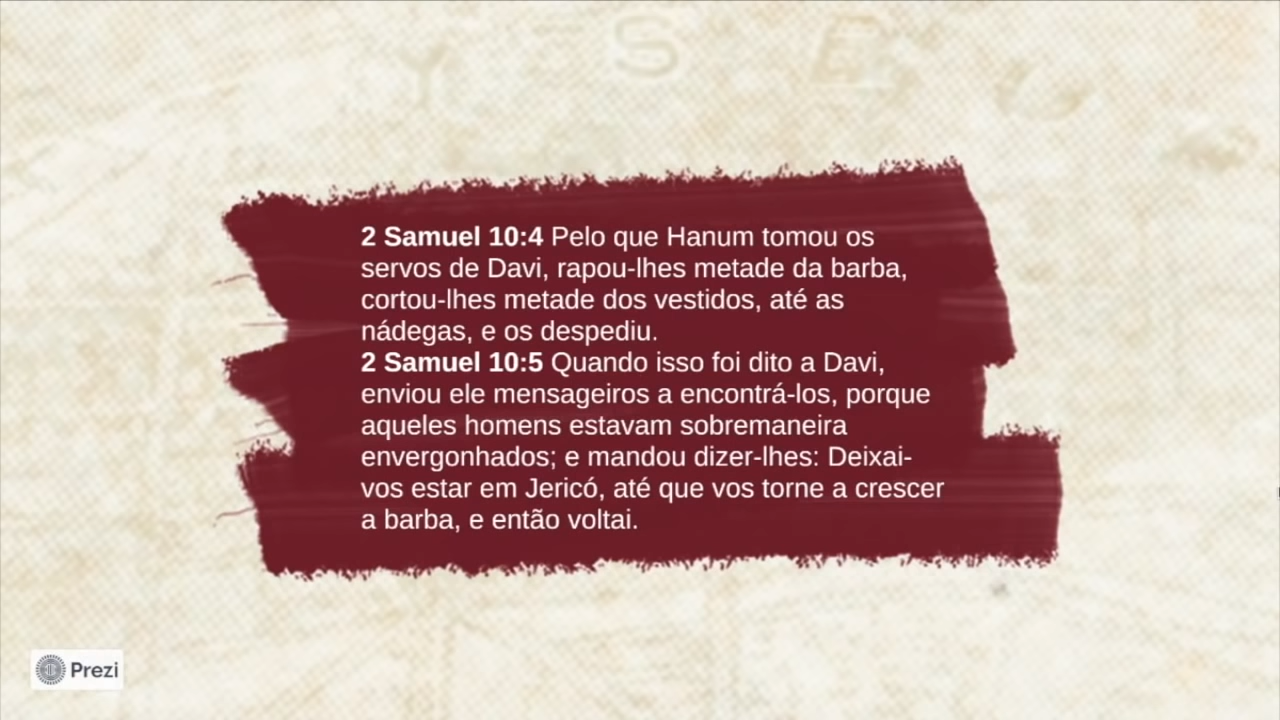 Y S E
2 Samuel 10:4 Pelo que Hanum tomou os
servos de Davi, rapou-lhes metade da barba,
cortou-lhes metade dos vestidos, até as
nádegas, e os despediu.
2 Samuel 10:5 Quando isso foi dito a Davi,
enviou ele mensageiros a encontrá-los, porque
aqueles homens estavam sobremaneira
envergonhados; e mandou dizer-lhes: Deixai-
vos estar em Jericó, até que vos torne a crescer
a barba, e então voltai.
Prezi